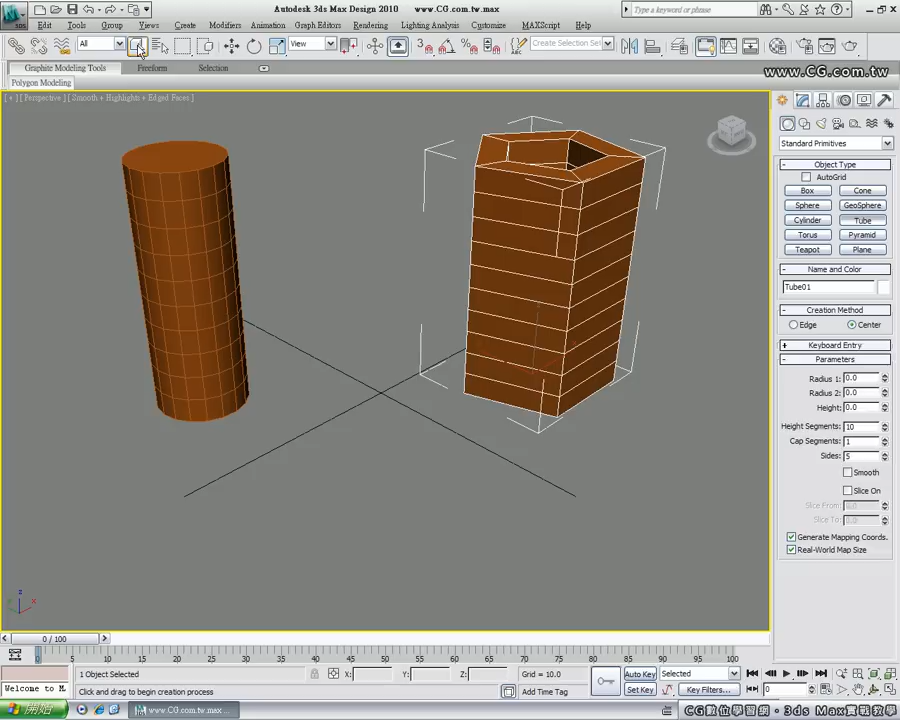 Autodesk 3ds Max Design 2010    www.CG.com.tw.max
Type a keyword or phrase
Edit Tools Group Views Create Modifiers Animation Graph Editors Rendering Lighting Analysis Customize MAXScript Help
All View Create Selection Se
Graphite Modeling Tools Freeform Selection
www.CG.com.tw
Polygon Modeling
[ + ] [ Perspective ] [ Smooth + Highlights + Edged Faces ]
Standard Primitives
Object Type
AutoGrid
Box Cone
Sphere GeoSphere
Cylinder Tube
Torus Pyramid
Teapot Plane
Name and Color
Tube01
Creation Method
Edge Center
Keyboard Entry
Parameters
Radius 1: 0.0
Radius 2: 0.0
Height: 0.0
Height Segments: 10
Cap Segments: 1
Sides: 5
Smooth
Slice On
Slice From:
Slice To:
Generate Mapping Coords.
Real-World Map Size
z
x
0 / 100
0 5 10 15 20 25 30 35 40 45 50 55 60 65 70 75 80 85 90 95 100
1 Object Selected X: Y: Z: Grid = 10.0 Auto Key Selected
Welcome to M Click and drag to begin creation process Add Time Tag Set Key Key Filters... 0
開始 www.CG.com.tw.max ... CG數位學習網•3ds Max實戰教學